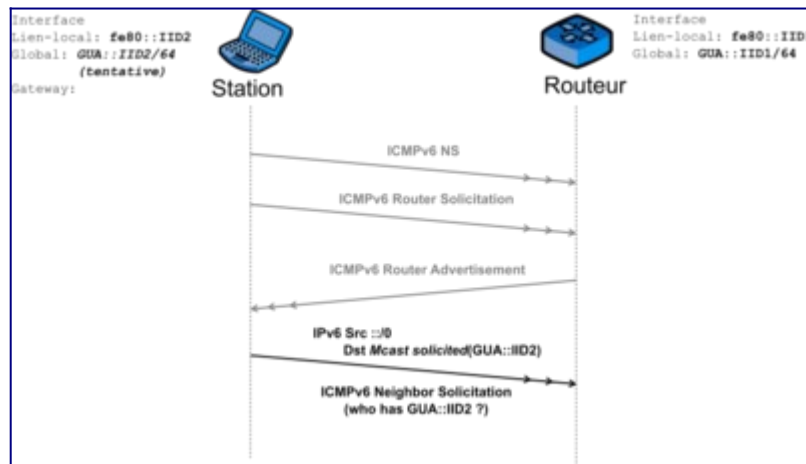 Interface
Lien-local: fe80::IID2
Global: GUA::IID2/64
(tentative)
Gateway:
Station
Interface
Lien-local: fe80::IID1
Global: GUA::IID1/64
Routeur
ICMPv6 NS
ICMPv6 Router Solicitation
ICMPv6 Router Advertisement
IPv6 Src ::/0
Dst Mcast solicited(GUA::IID2)
ICMPv6 Neighbor Solicitation
(who has GUA::IID2 ?)